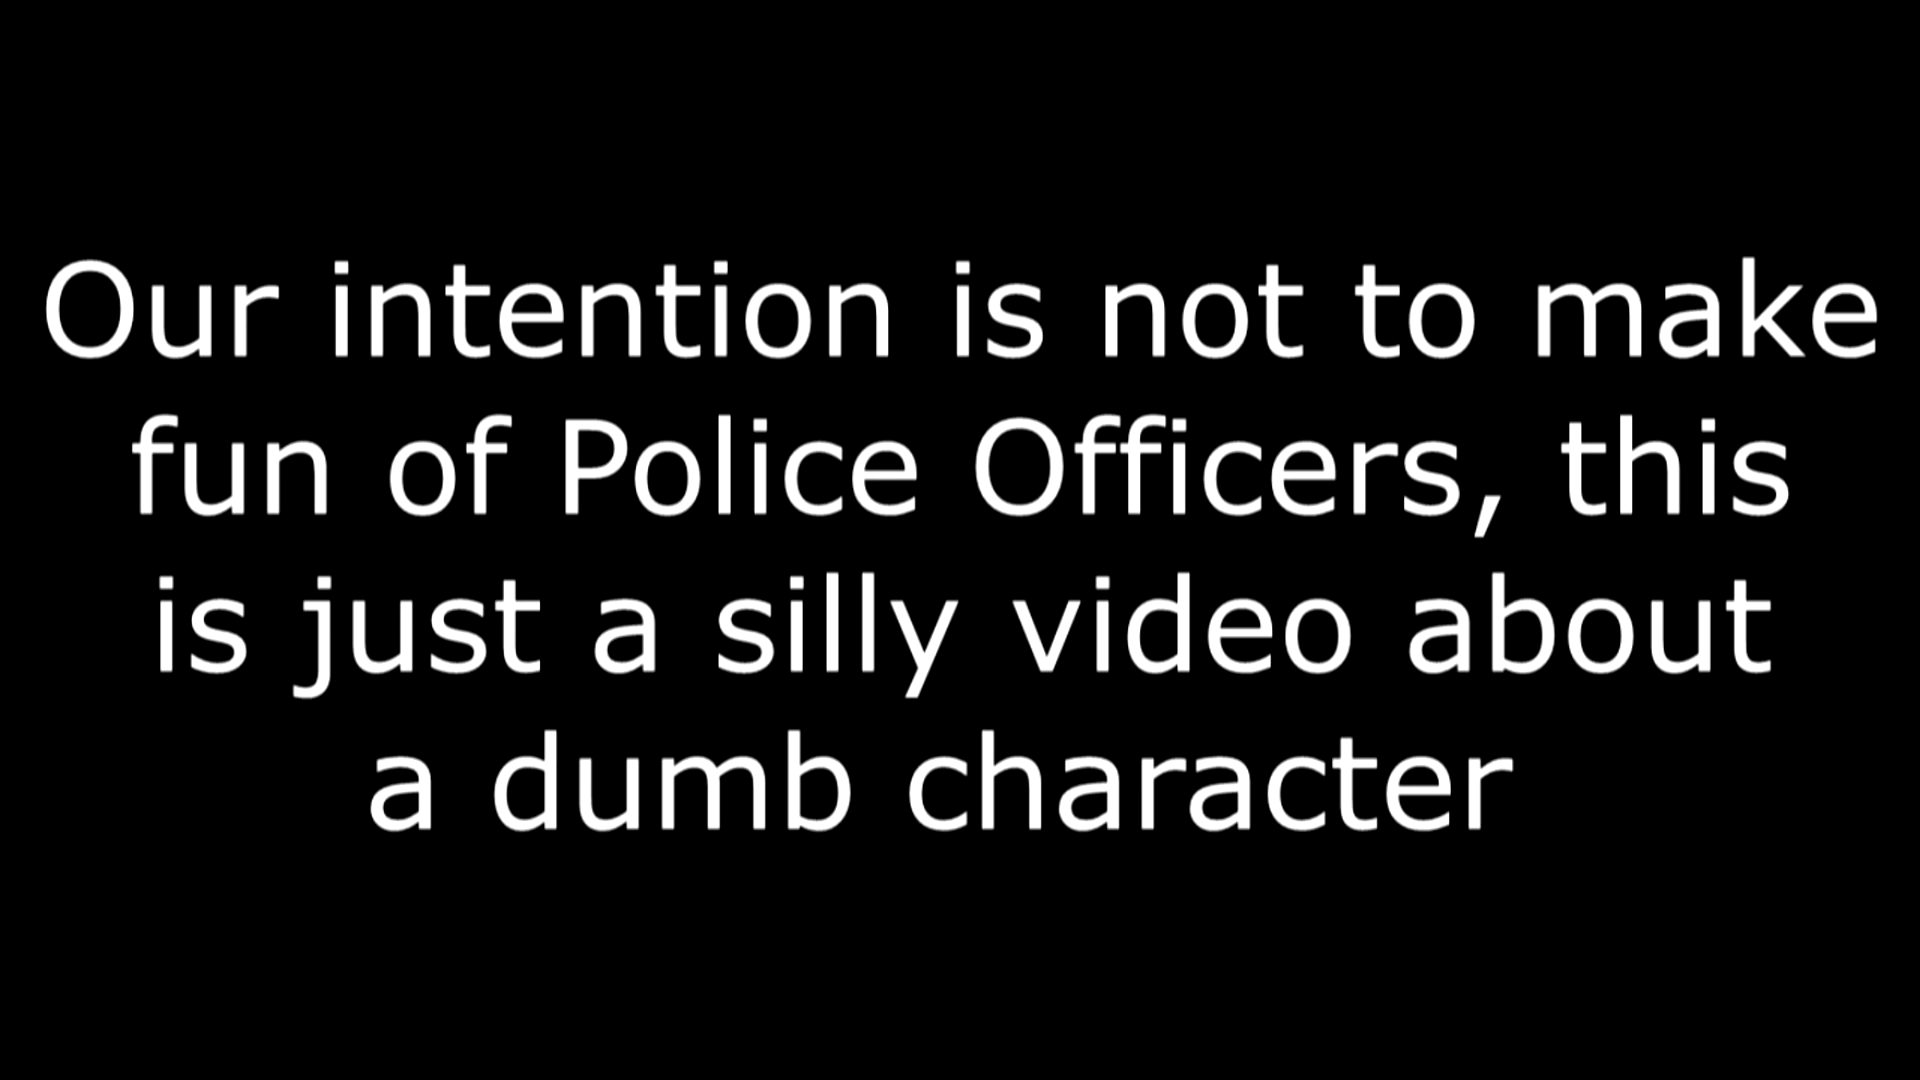 Our intention is not to make
fun of Police Officers, this
is just a silly video about
a dumb character